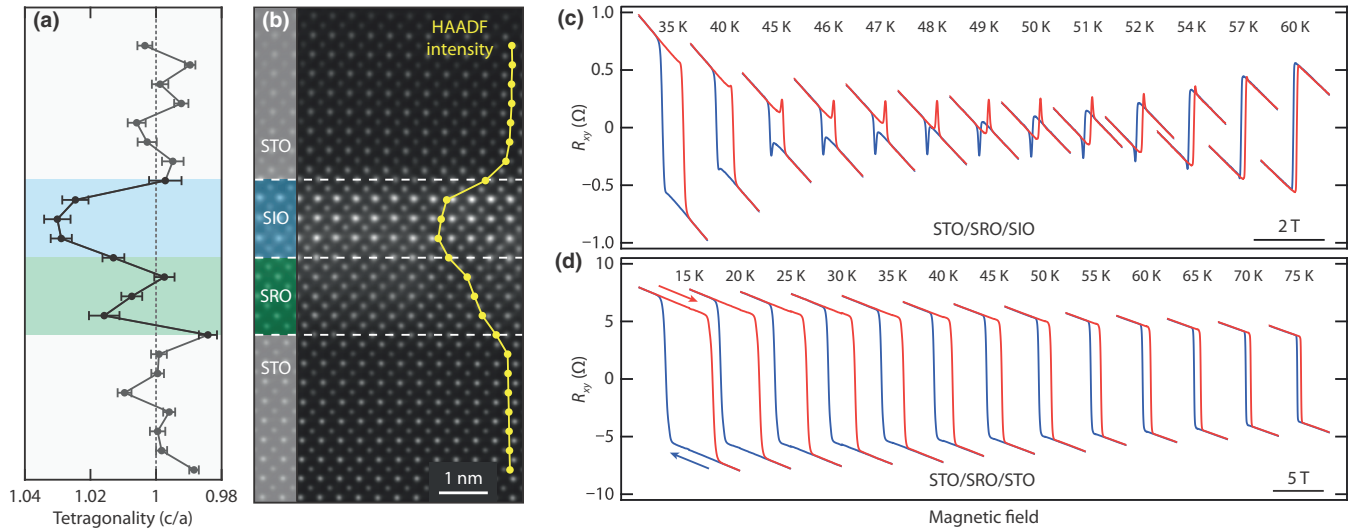 (a)
1.04
1.02
1
0.98
Tetragonality (c/a)
(b)
HAADF
intensity
STO
SIO
SRO
STO
1 nm
(c)
1.0
0.5
0
−0.5
−1.0
Rxy (Ω)
35 K 40 K 45 K 46 K 47 K 48 K 49 K 50 K 51 K 52 K 54 K 57 K 60 K
STO/SRO/SIO
2 T
(d)
10
5
0
−5
−10
Rxy (Ω)
15 K 20 K 25 K 30 K 35 K 40 K 45 K 50 K 55 K 60 K 65 K 70 K 75 K
STO/SRO/STO
5 T
Magnetic field